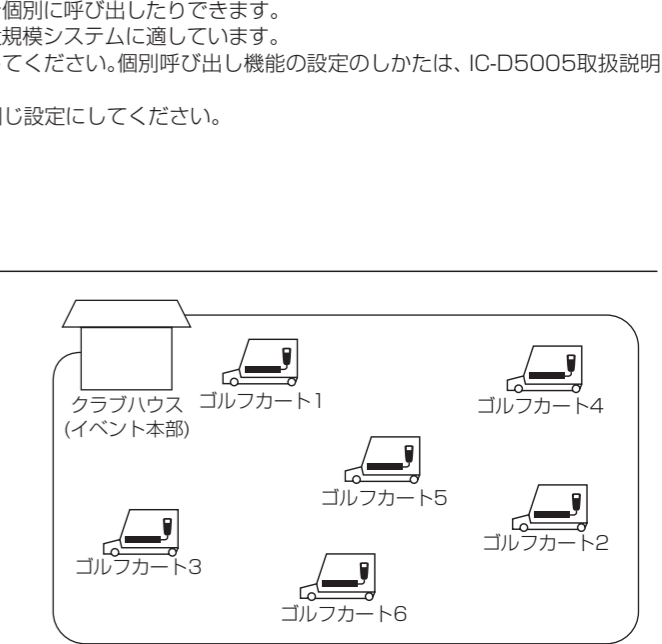 個別に呼び出したりできます。
規模システムに適しています。
てください。個別呼び出し機能の設定のしかたは、IC-D5005取扱説明
同じ設定にしてください。
クラブハウス
(イベント本部)
ゴルフカート1
ゴルフカート4
ゴルフカート5
ゴルフカート2
ゴルフカート3
ゴルフカート6